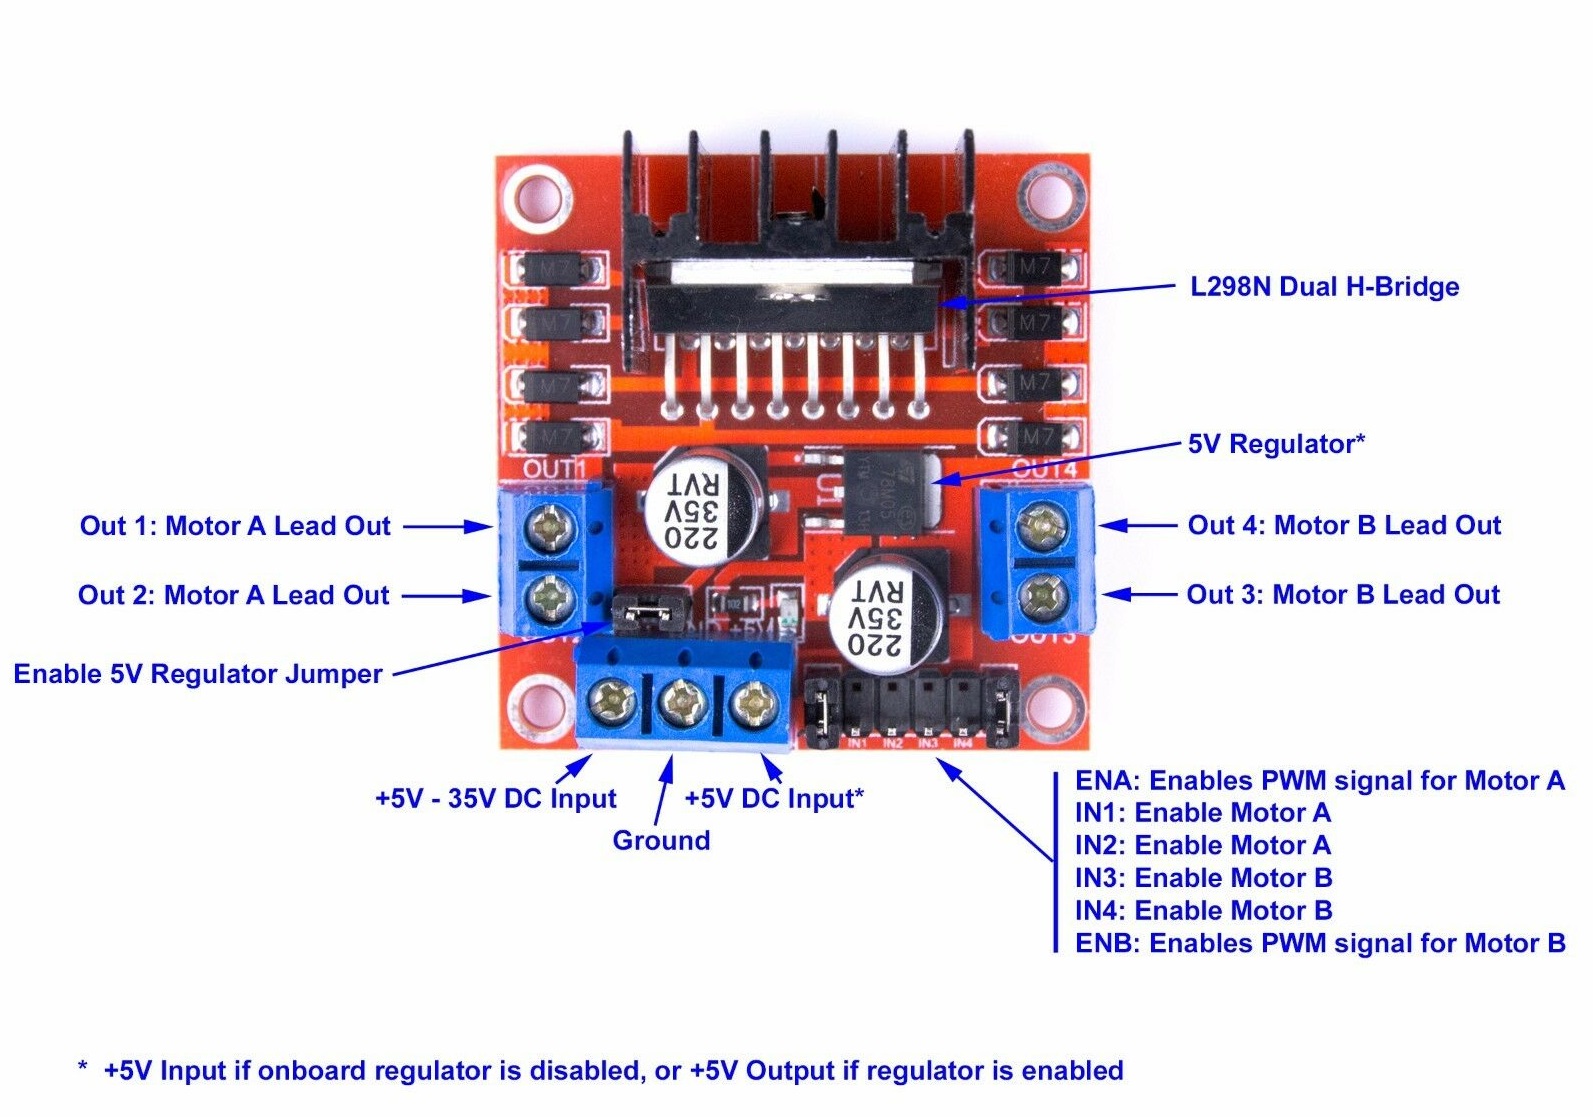 L298N Dual H-Bridge
M7
M7
M7
M7
M7
M7
M7
M7
5V Regulator*
OUT1
OUT4
220
35V
RVT
78M05
Out 1: Motor A Lead Out
Out 4: Motor B Lead Out
Out 2: Motor A Lead Out
Out 3: Motor B Lead Out
220
35V
RVT
102
+5V
OUT2
OUT3
Enable 5V Regulator Jumper
IN1 IN2 IN3 IN4
+5V - 35V DC Input
+5V DC Input*
Ground
ENA: Enables PWM signal for Motor A
IN1: Enable Motor A
IN2: Enable Motor A
IN3: Enable Motor B
IN4: Enable Motor B
ENB: Enables PWM signal for Motor B
* +5V Input if onboard regulator is disabled, or +5V Output if regulator is enabled